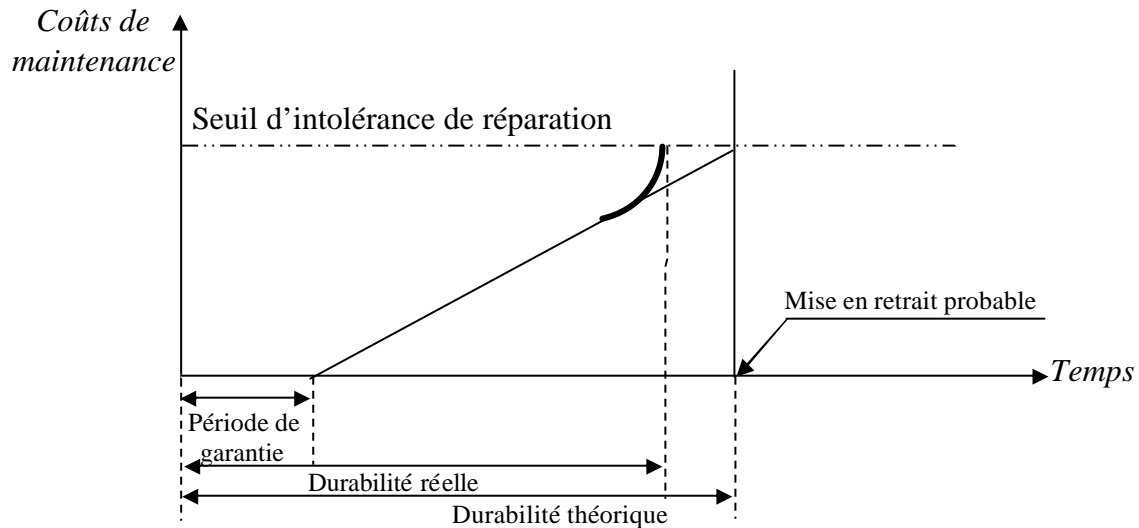 Coûts de
maintenance
Seuil d’intolérance de réparation
Mise en retrait probable
Temps
Période de
garantie
Durabilité réelle
Durabilité théorique